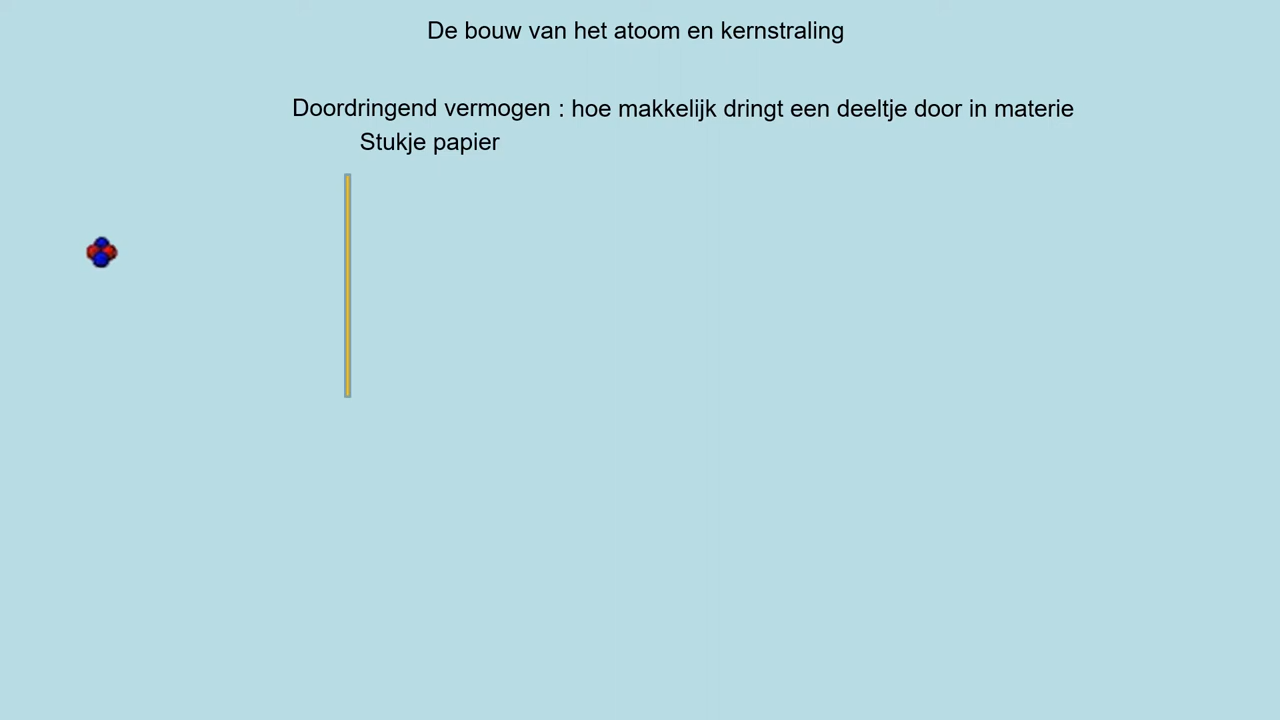 De bouw van het atoom en kernstraling
Doordringend vermogen : hoe makkelijk dringt een deeltje door in materie
Stukje papier